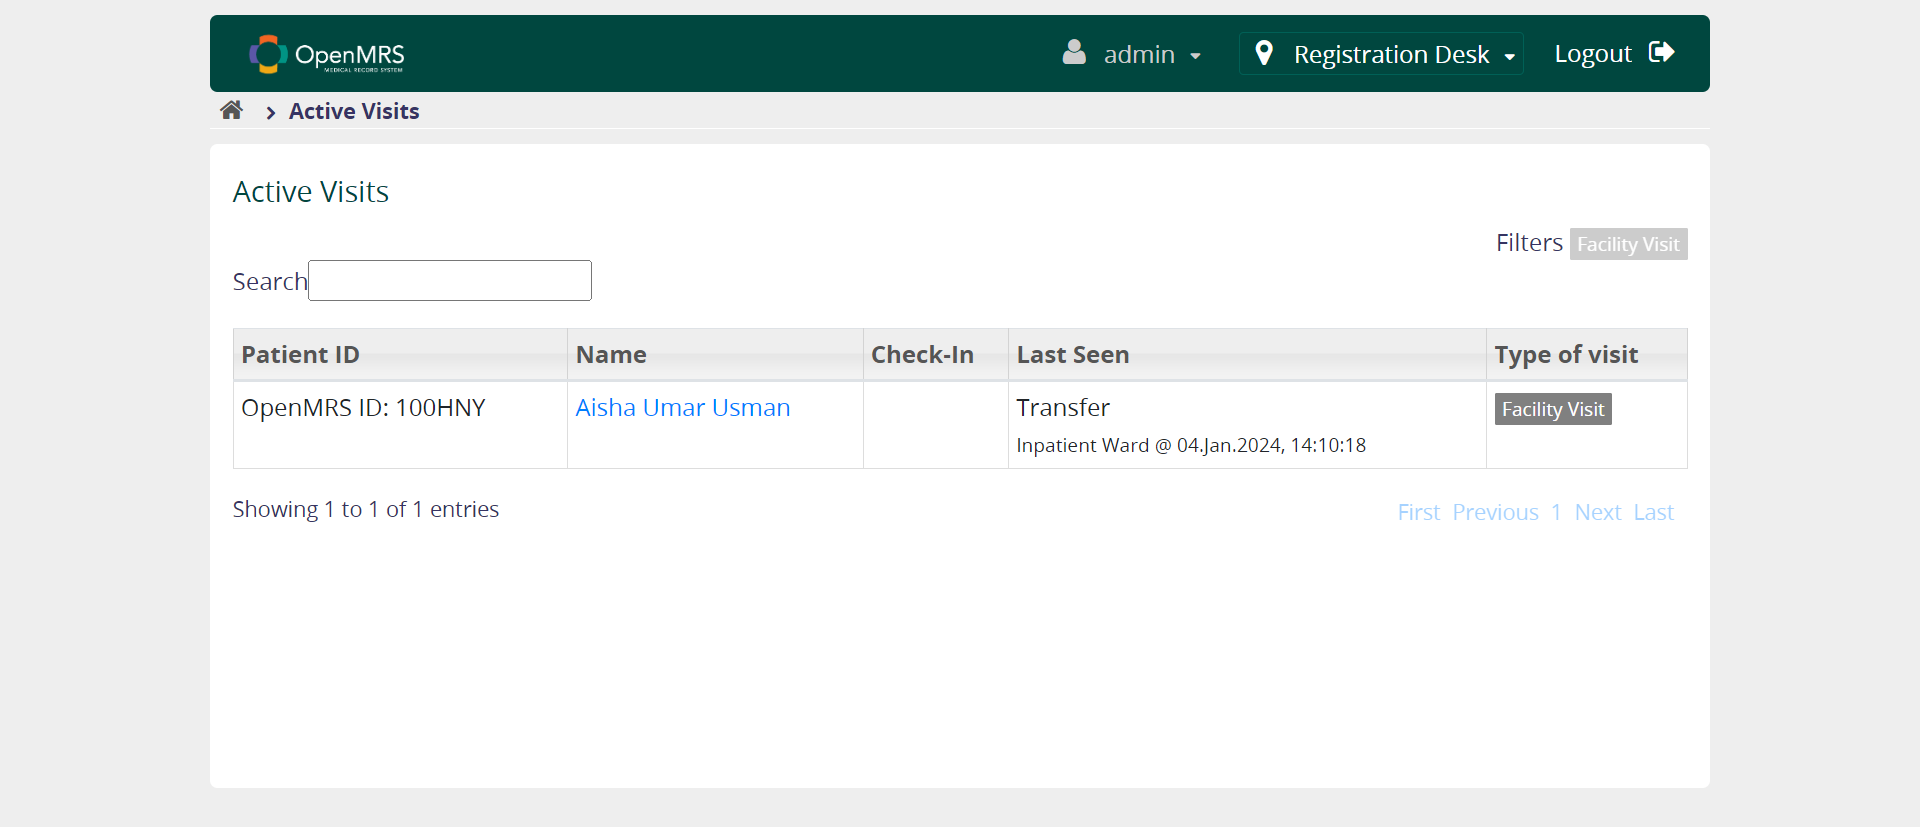 OpenMRS
MEDICAL RECORD SYSTEM
admin
Registration Desk
Logout
Active Visits
Active Visits
Filters Facility Visit
Search
Patient ID Name Check-In Last Seen Type of visit
OpenMRS ID: 100HNY Aisha Umar Usman Transfer Facility Visit
Inpatient Ward @ 04.Jan.2024, 14:10:18
Showing 1 to 1 of 1 entries
First Previous 1 Next Last